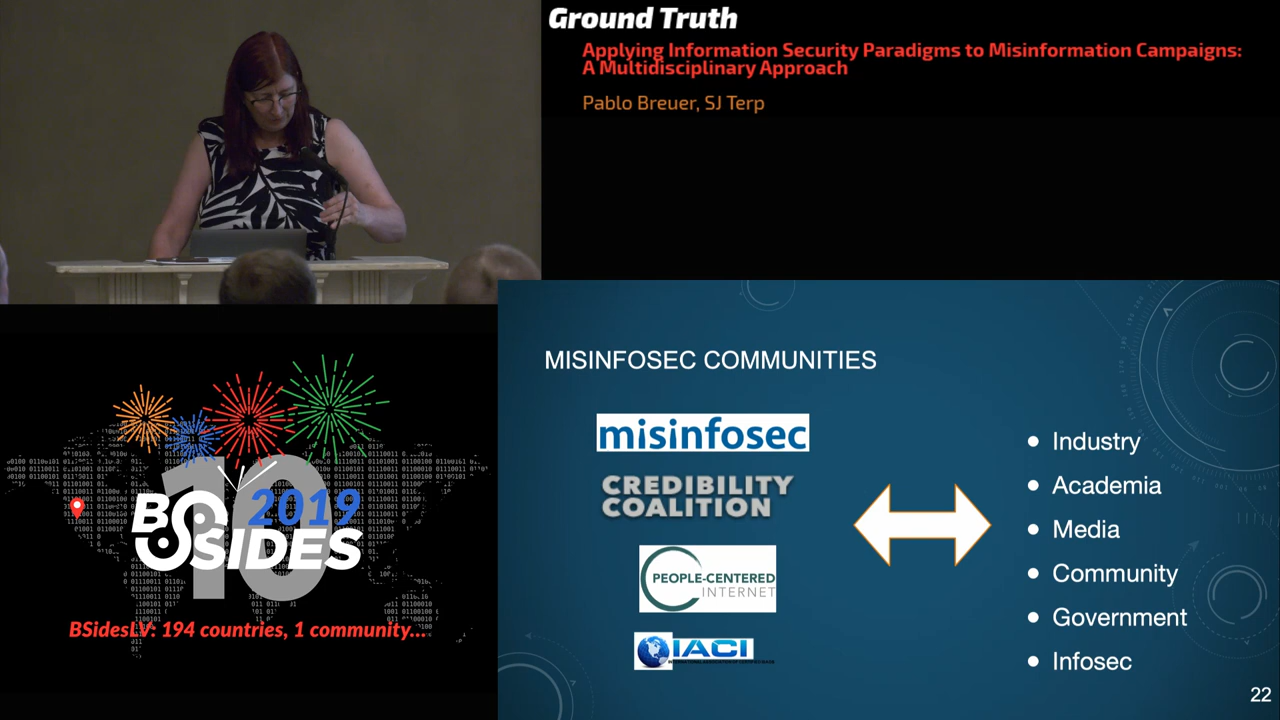 Ground Truth
Applying Information Security Paradigms to Misinformation Campaigns:
A Multidisciplinary Approach
Pablo Breuer, SJ Terp
MISINFOSEC COMMUNITIES
misinfosec
CREDIBILITY
COALITION
PEOPLE-CENTERED
INTERNET
IACI
Industry
Academia
Media
Community
Government
Infosec
22
10
2019
BSIDES
BSidesLV: 194 countries, 1 community...